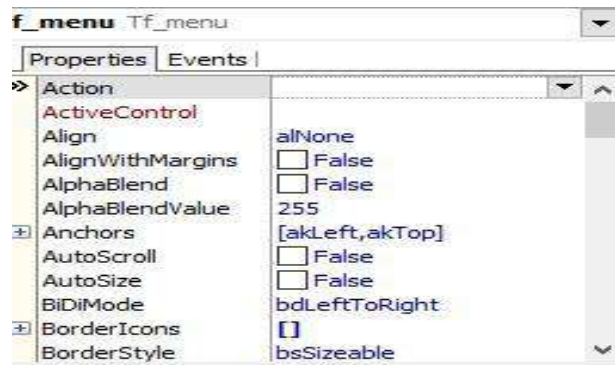 f_menu Tf_menu
Properties Events
Action
ActiveControl
Align alNone
AlignWithMargins False
AlphaBlend False
AlphaBlendValue 255
Anchors [akLeft,akTop]
AutoScroll False
AutoSize False
BiDiMode bdLeftToRight
BorderIcons []
BorderStyle bsSizeable